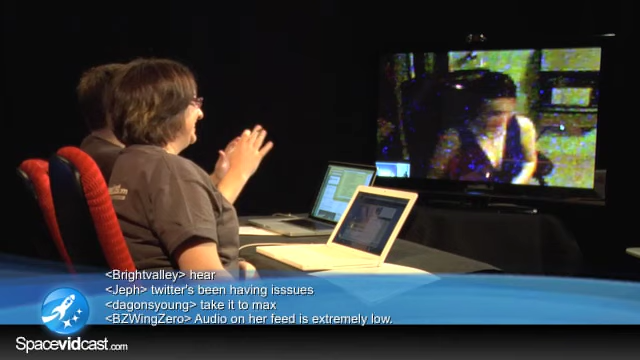 <Brightvalley> hear
<Jeph> twitter's been having isssues
<dagonsyoung> take it to max
<BZWingZero> Audio on her feed is extremely low.
Spacevidcast.com